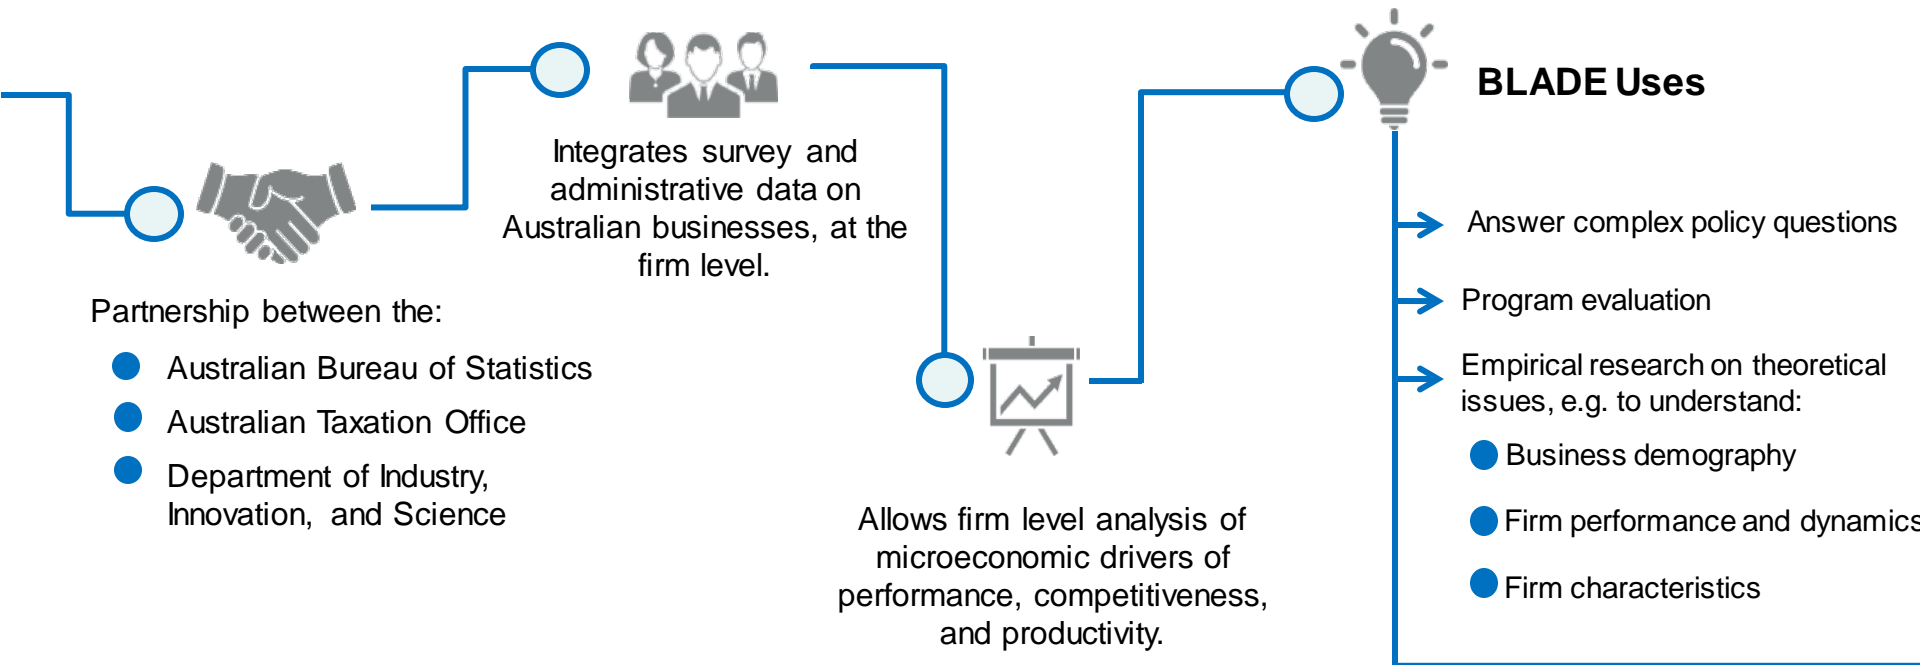 Partnership between the:
Australian Bureau of Statistics
Australian Taxation Office
Department of Industry,
Innovation, and Science
Integrates survey and
administrative data on
Australian businesses, at the
firm level.
Allows firm level analysis of
microeconomic drivers of
performance, competitiveness,
and productivity.
BLADE Uses
Answer complex policy questions
Program evaluation
Empirical research on theoretical
issues, e.g. to understand:
Business demography
Firm performance and dynamics
Firm characteristics